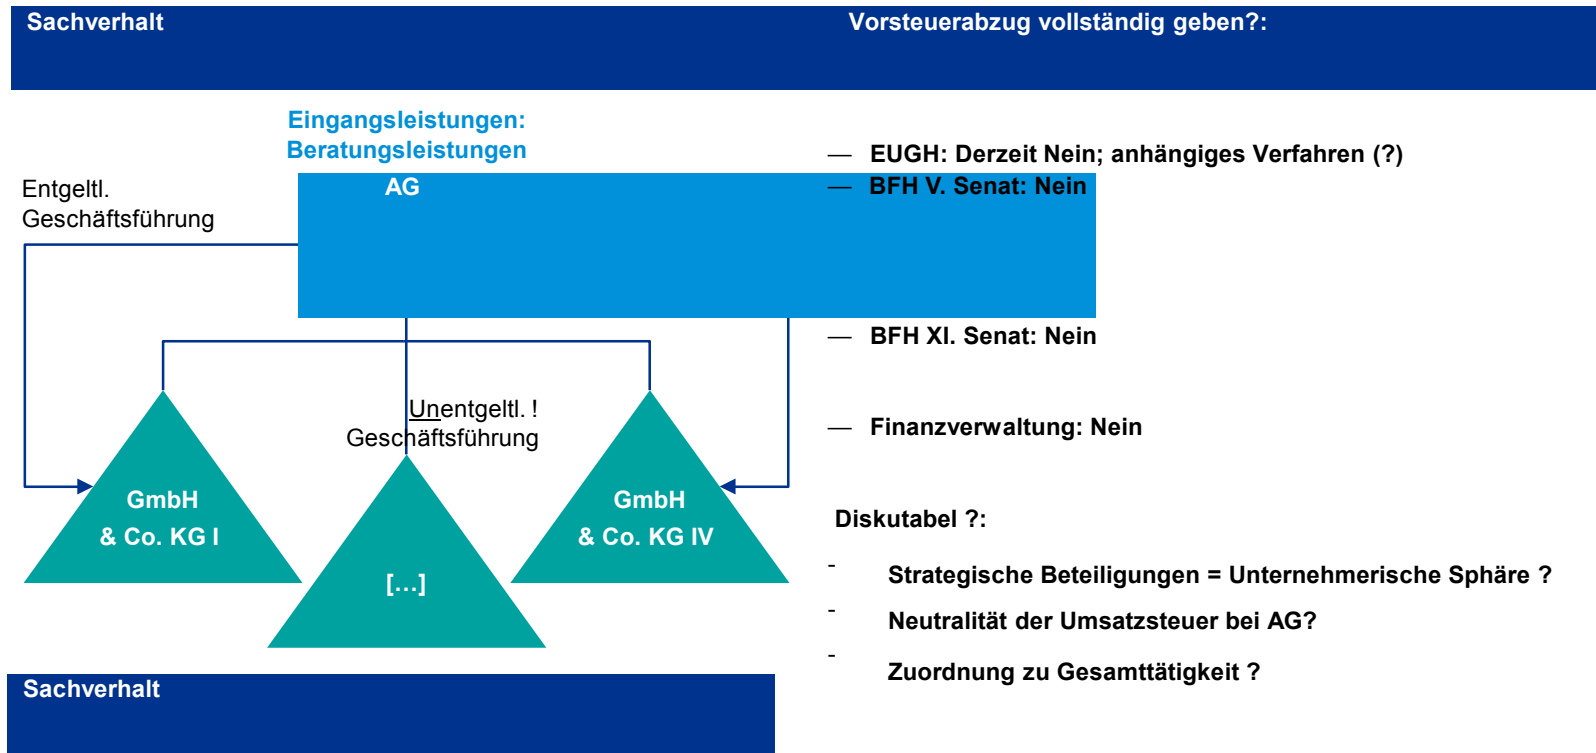 Sachverhalt
Vorsteuerabzug vollständig geben?:
Eingangsleistungen:
Beratungsleistungen
Entgeltl.
Geschäftsführung
AG
Unentgeltl. !
Geschäftsführung
GmbH
& Co. KG I
[…]
GmbH
& Co. KG IV
— EUGH: Derzeit Nein; anhängiges Verfahren (?)
— BFH V. Senat: Nein
— BFH XI. Senat: Nein
— Finanzverwaltung: Nein
Diskutabel ?:
- Strategische Beteiligungen = Unternehmerische Sphäre ?
- Neutralität der Umsatzsteuer bei AG?
- Zuordnung zu Gesamttätigkeit ?
Sachverhalt